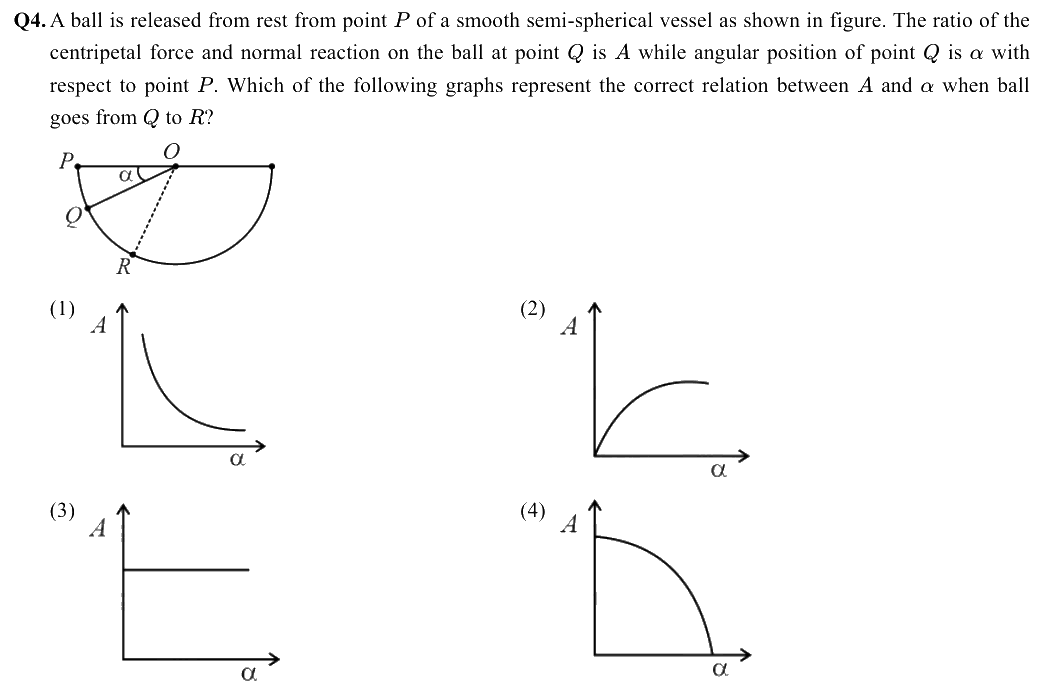 Q4. A ball is released from rest from point P of a smooth semi-spherical vessel as shown in figure. The ratio of the
centripetal force and normal reaction on the ball at point Q is A while angular position of point Q is α with
respect to point P. Which of the following graphs represent the correct relation between A and α when ball
goes from Q to R?
P O
α
Q
R
(1) A α
(2) A α
(3) A α
(4) A α